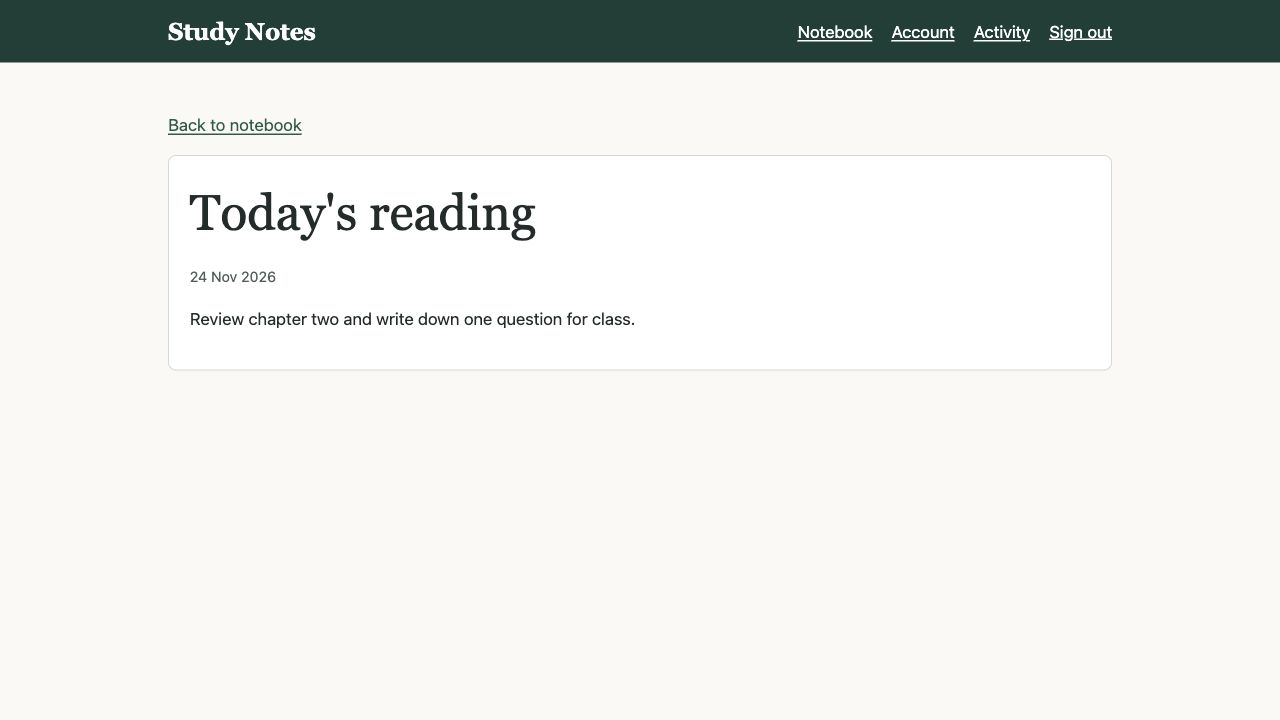 Study Notes
Notebook Account Activity Sign out
Back to notebook
Today's reading
24 Nov 2026
Review chapter two and write down one question for class.